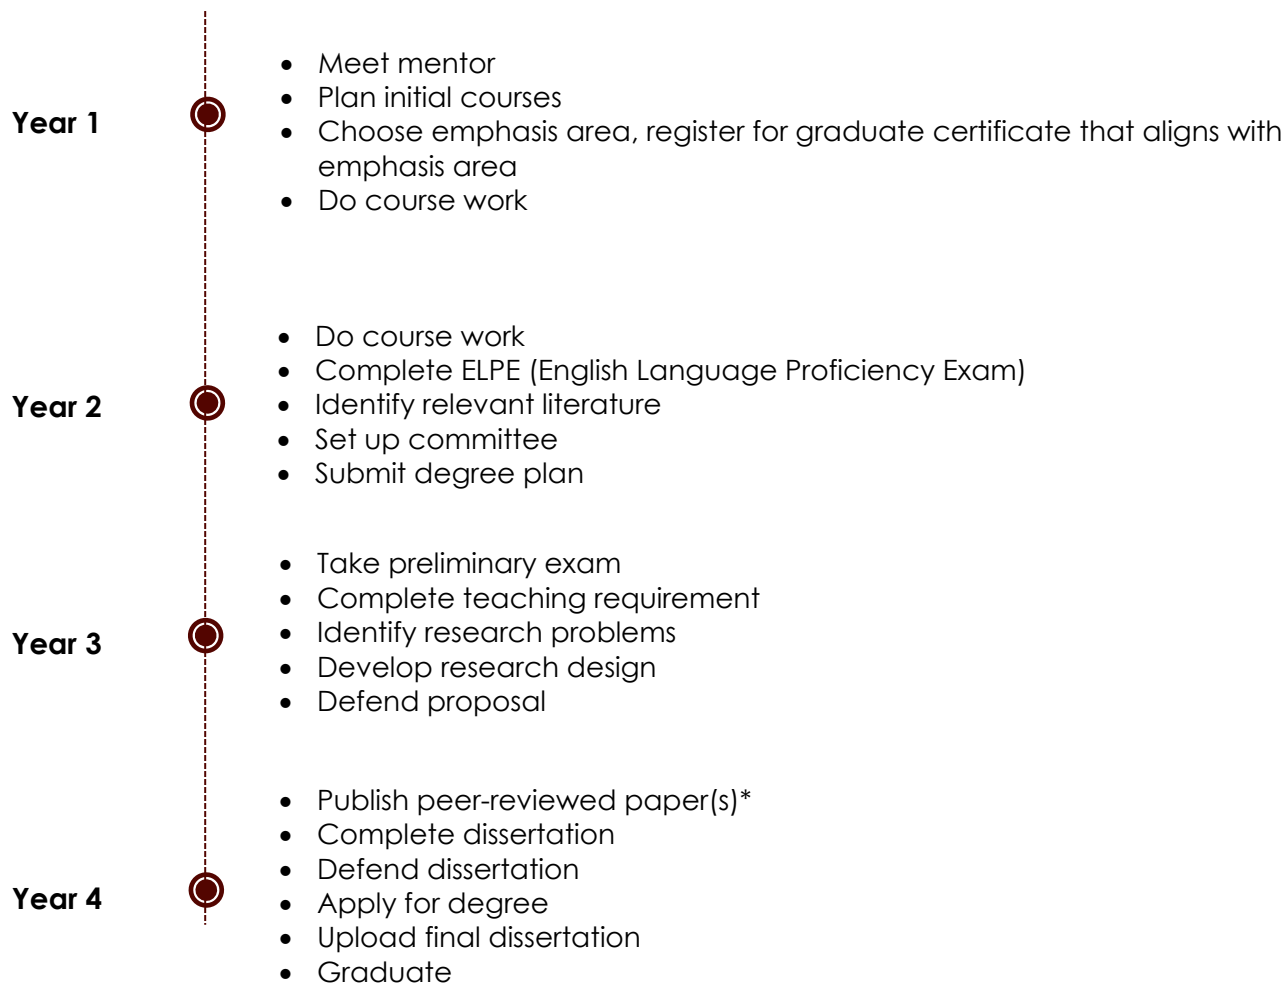 Year 1
• Meet mentor
• Plan initial courses
• Choose emphasis area, register for graduate certificate that aligns with
emphasis area
• Do course work
Year 2
• Do course work
• Complete ELPE (English Language Proficiency Exam)
• Identify relevant literature
• Set up committee
• Submit degree plan
Year 3
• Take preliminary exam
• Complete teaching requirement
• Identify research problems
• Develop research design
• Defend proposal
Year 4
• Publish peer-reviewed paper(s)*
• Complete dissertation
• Defend dissertation
• Apply for degree
• Upload final dissertation
• Graduate